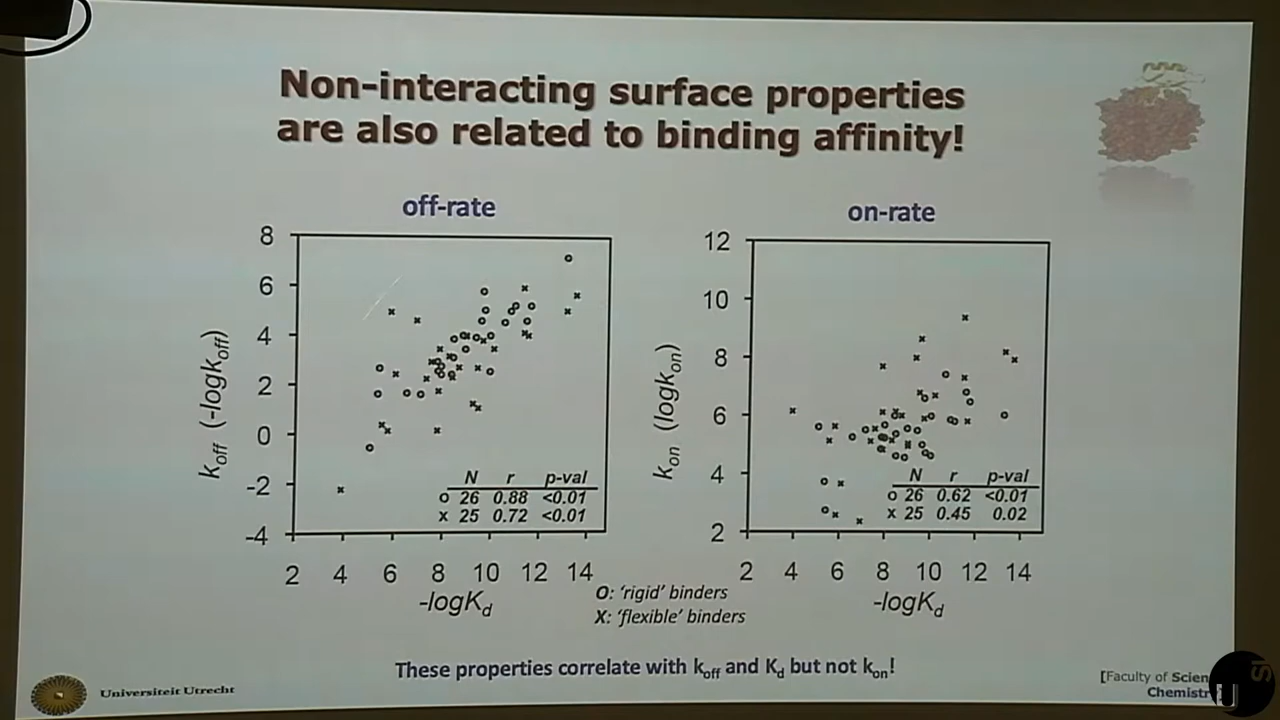 Non-interacting surface properties
are also related to binding affinity!
off-rate
8
6
4
2
0
-2
-4
k_off (-logk_off)
N r p-val
o 26 0.88 <0.01
x 25 0.72 <0.01
2 4 6 8 10 12 14
-logK_d
on-rate
12
10
8
6
4
2
k_on (logk_on)
N r p-val
o 26 0.62 <0.01
x 25 0.45 0.02
2 4 6 8 10 12 14
-logK_d
O: ‘rigid’ binders
X: ‘flexible’ binders
These properties correlate with k_off and K_d but not k_on!
Universiteit Utrecht
[Faculty of